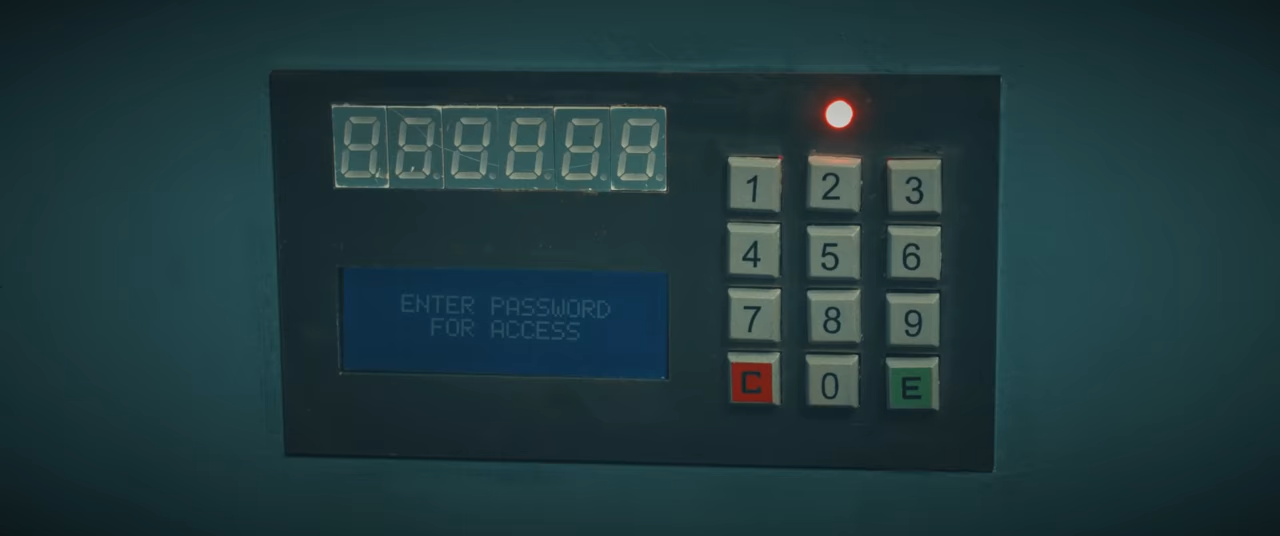 ENTER PASSWORD
FOR ACCESS
1 2 3
4 5 6
7 8 9
C 0 E